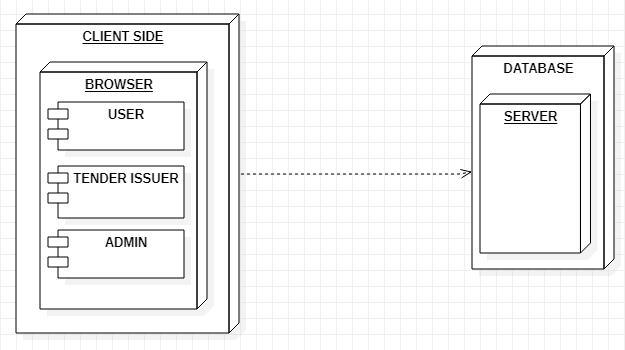 CLIENT SIDE
BROWSER
USER
TENDER ISSUER
ADMIN
DATABASE
SERVER